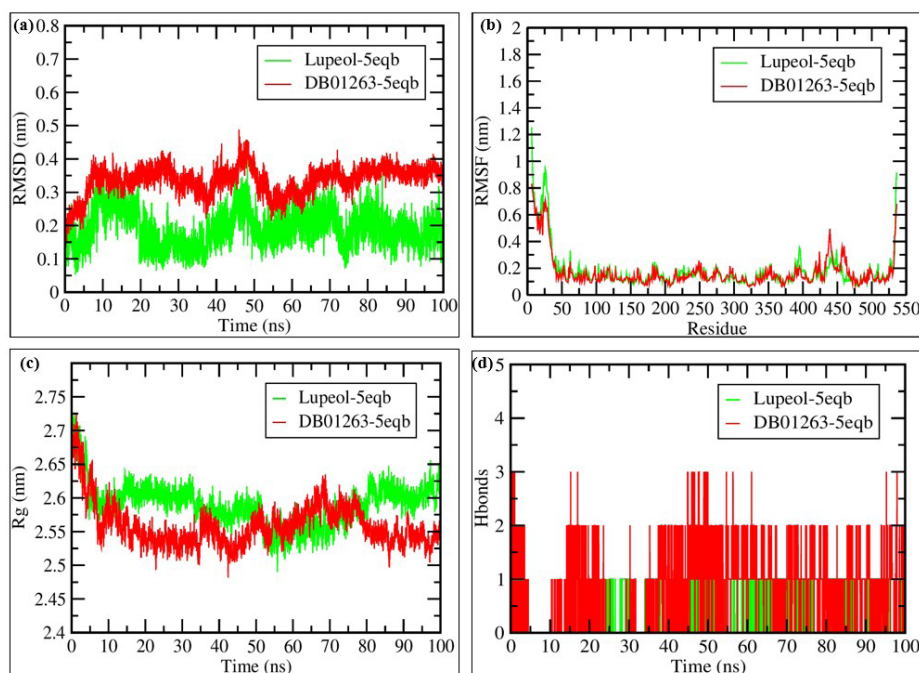 (a)
0.8
0.7
0.6
0.5
0.4
0.3
0.2
0.1
0
RMSD (nm)
Lupeol-5eqb
DB01263-5eqb
0 10 20 30 40 50 60 70 80 90 100
Time (ns)
(b)
2
1.8
1.6
1.4
1.2
1
0.8
0.6
0.4
0.2
0
RMSF (nm)
Lupeol-5eqb
DB01263-5eqb
0 50 100 150 200 250 300 350 400 450 500 550
Residue
(c)
2.75
2.7
2.65
2.6
2.55
2.5
2.45
2.4
Rg (nm)
Lupeol-5eqb
DB01263-5eqb
0 10 20 30 40 50 60 70 80 90 100
Time (ns)
(d)
5
4
3
2
1
0
Hbonds
Lupeol-5eqb
DB01263-5eqb
0 10 20 30 40 50 60 70 80 90 100
Time (ns)